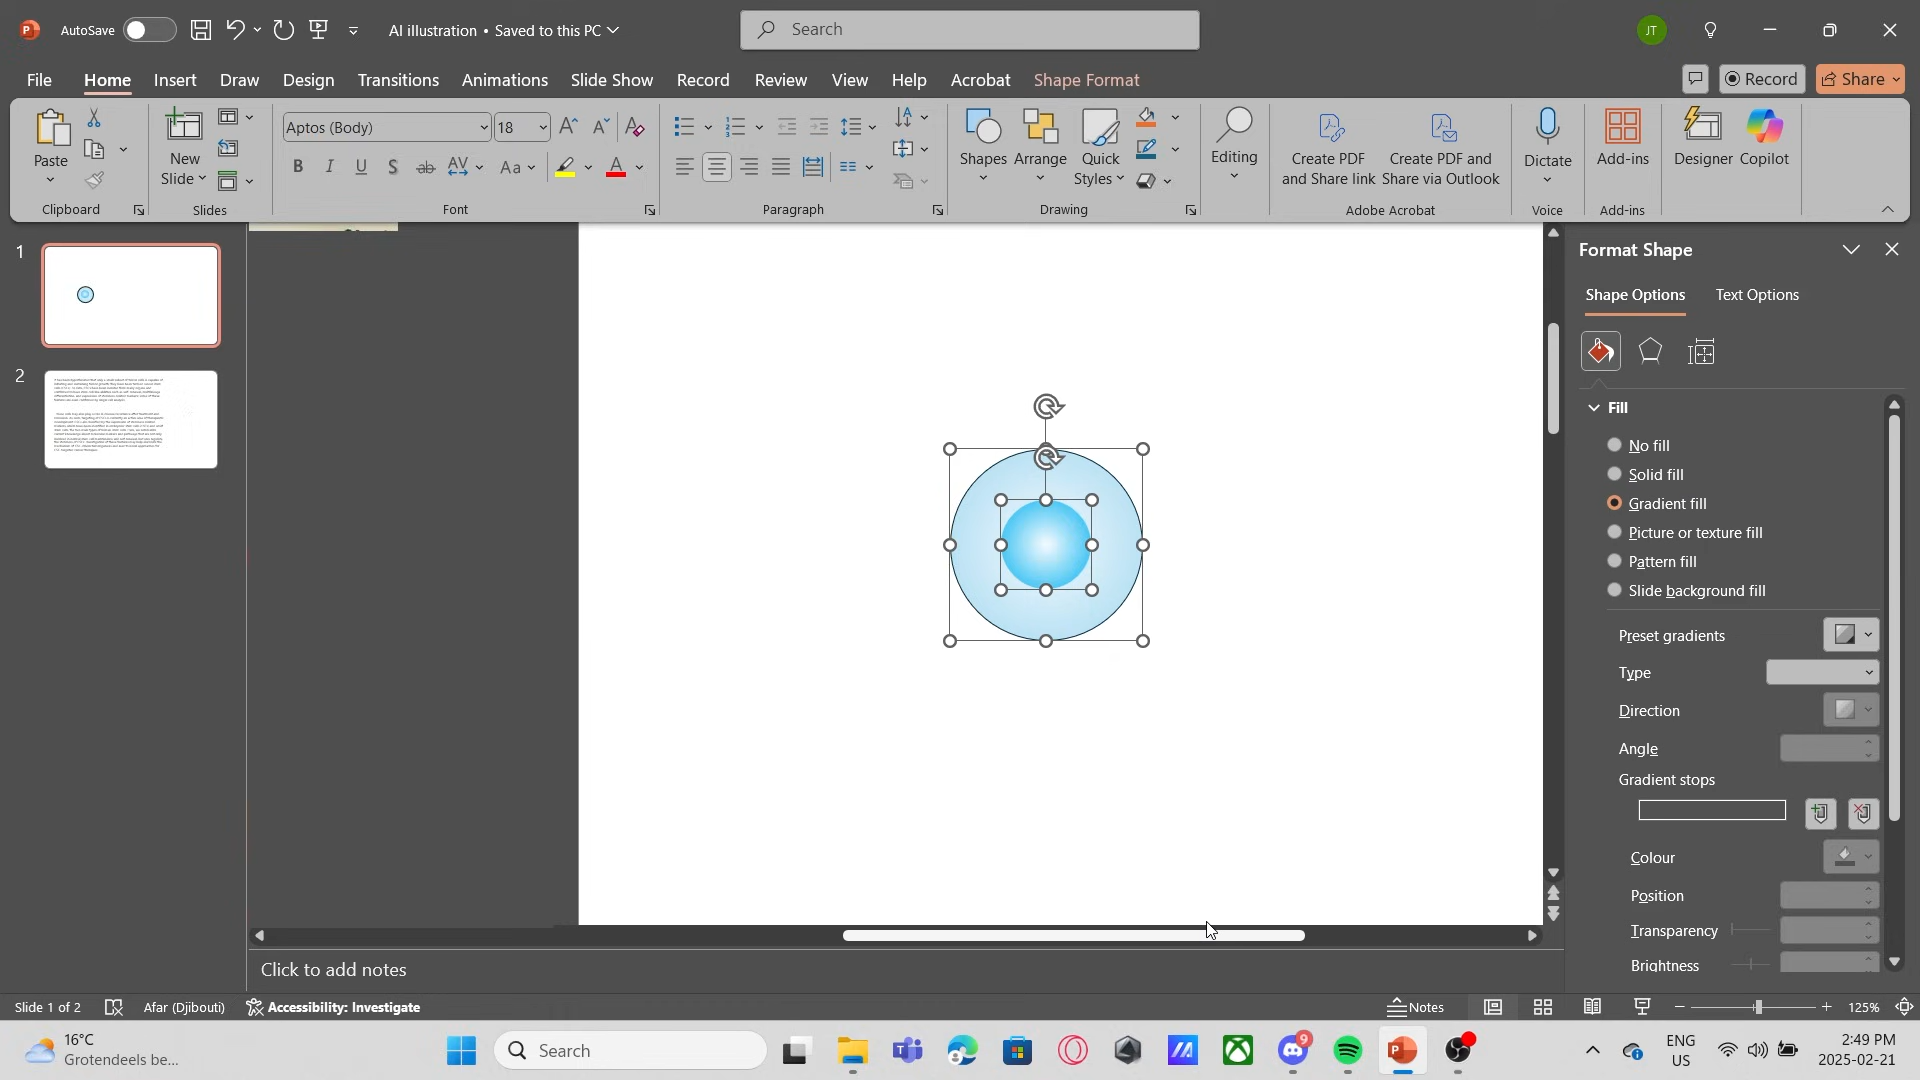 AutoSave
AI illustration • Saved to this PC
Search
JT
File Home Insert Draw Design Transitions Animations Slide Show Record Review View Help Acrobat Shape Format
Record
Share
Paste
Clipboard
New
Slide
Slides
Aptos (Body)
18
Font
Paragraph
Shapes
Arrange
Quick
Styles
Drawing
Editing
Create PDF
and Share link
Create PDF and
Share via Outlook
Adobe Acrobat
Dictate
Voice
Add-ins
Add-ins
Designer
Copilot
1
2
Format Shape
Shape Options
Text Options
Fill
No fill
Solid fill
Gradient fill
Picture or texture fill
Pattern fill
Slide background fill
Preset gradients
Type
Direction
Angle
Gradient stops
Colour
Position
Transparency
Brightness
Click to add notes
Slide 1 of 2
Afar (Djibouti)
Accessibility: Investigate
Notes
125%
16°C
Grotendeels be...
Search
9
ENG
US
2:49 PM
2025-02-21